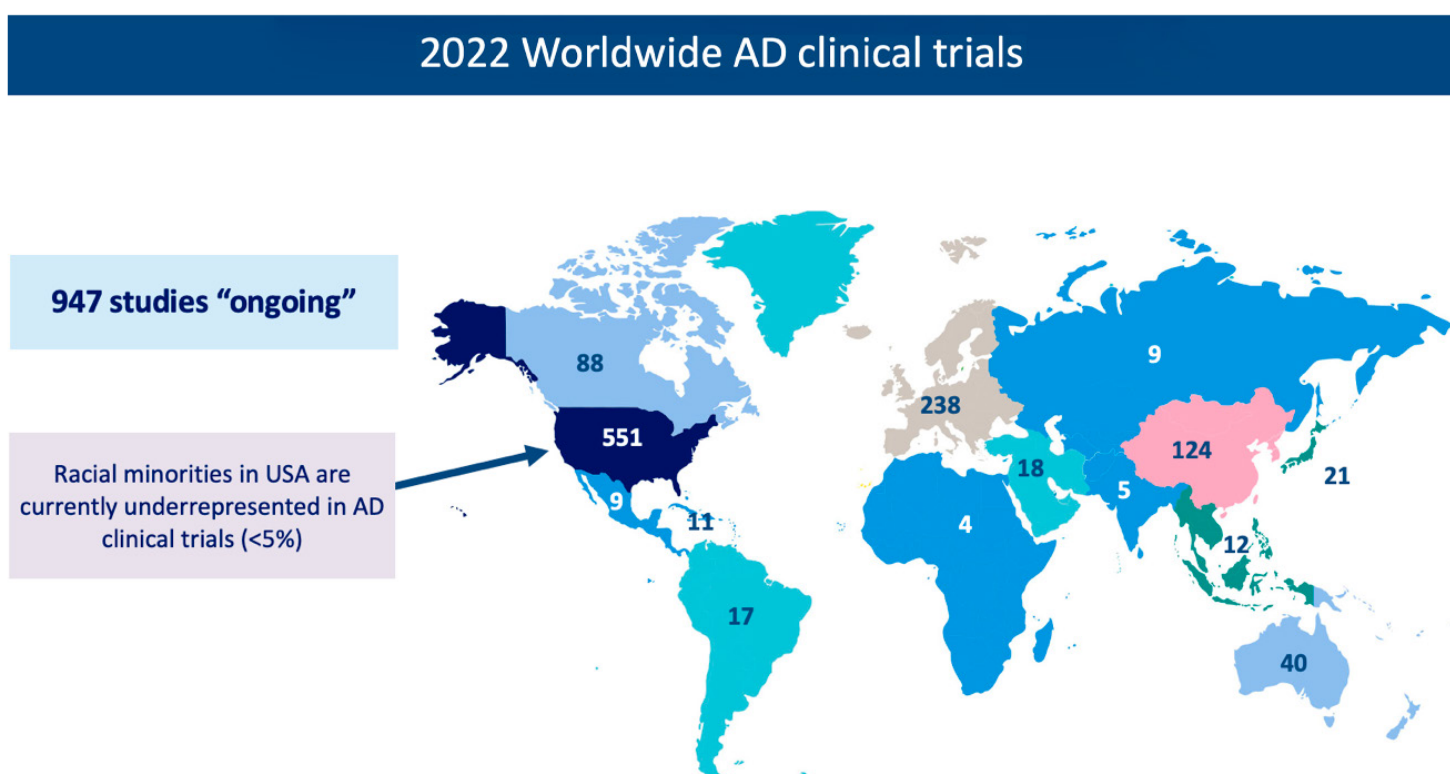 2022 Worldwide AD clinical trials
947 studies “ongoing”
Racial minorities in USA are
currently underrepresented in AD
clinical trials (<5%)
88
551
9
11
17
238
9
18
124
5
4
21
12
40